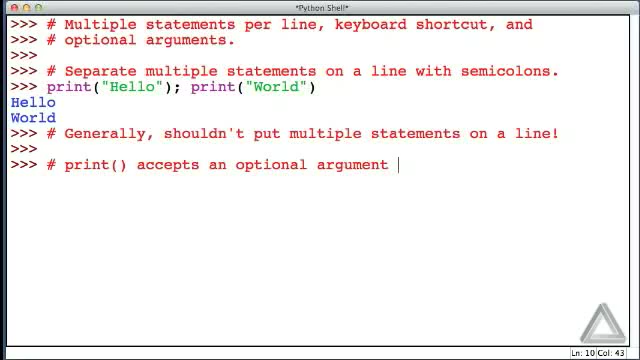 *Python Shell*
>>> # Multiple statements per line, keyboard shortcut, and
>>> # optional arguments.
>>>
>>> # Separate multiple statements on a line with semicolons.
>>> print("Hello"); print("World")
Hello
World
>>> # Generally, shouldn't put multiple statements on a line!
>>>
>>> # print() accepts an optional argument
Ln: 10 Col: 43